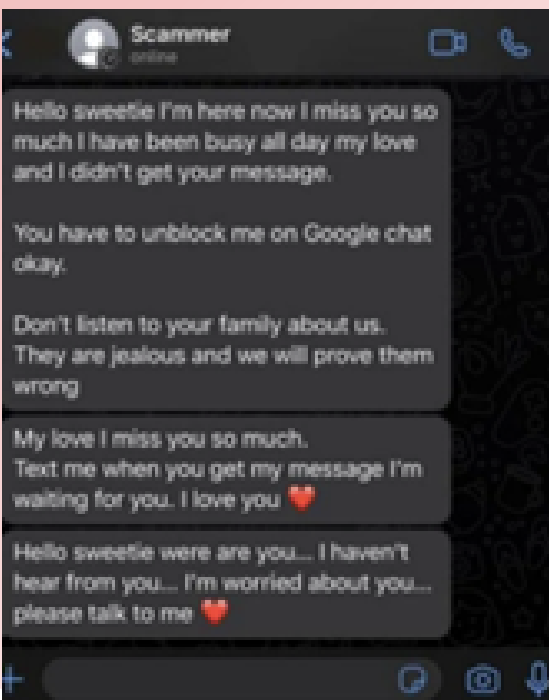 Scammer
online
Hello sweetie I'm here now I miss you so
much I have been busy all day my love
and I didn't get your message.
You have to unblock me on Google chat
okay.
Don't listen to your family about us.
They are jealous and we will prove them
wrong
My love I miss you so much.
Text me when you get my message I'm
waiting for you. I love you ❤️
Hello sweetie were are you... I haven't
hear from you... I'm worried about you...
please talk to me ❤️